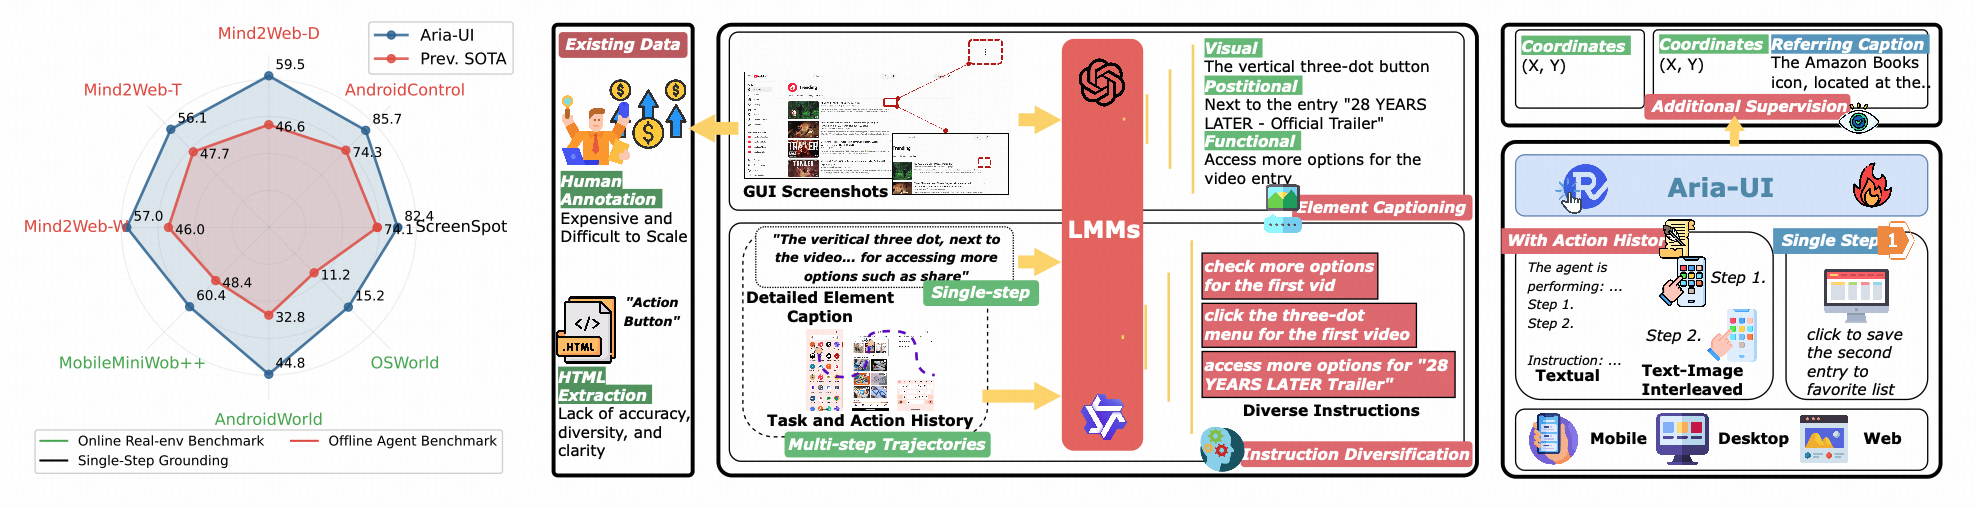 Mind2Web-D
Aria-UI
Prev. SOTA
59.5
Mind2Web-T
AndroidControl
56.1
46.6
85.7
47.7
74.3
Mind2Web-W
57.0
46.0
82.4
74.1
ScreenSpot
48.4
11.2
60.4
15.2
32.8
MobileMiniWob++
44.8
OSWorld
AndroidWorld
Online Real-env Benchmark
Offline Agent Benchmark
Single-Step Grounding
Existing Data
Human
Annotation
Expensive and
Difficult to Scale
"Action
Button"
</>
.HTML
HTML
Extraction
Lack of accuracy,
diversity, and
clarity
Trending
Trending
GUI Screenshots
LMMs
Visual
The vertical three-dot button
Postitional
Next to the entry "28 YEARS
LATER - Official Trailer"
Functional
Access more options for the
video entry
Element Captioning
"The veritical three dot, next to
the video... for accessing more
options such as share"
Single-step
Detailed Element
Caption
Task and Action History
Multi-step Trajectories
check more options
for the first vid
click the three-dot
menu for the first video
access more options for "28
YEARS LATER Trailer"
Diverse Instructions
Instruction Diversification
Coordinates
(X, Y)
Coordinates
(X, Y)
Referring Caption
The Amazon Books
icon, located at the..
Additional Supervision
Aria-UI
With Action Histor
The agent is
performing: ...
Step 1.
Step 2.
Instruction: ...
Textual
Step 1.
Step 2.
Text-Image
Interleaved
Single Step
1
click to save
the second
entry to
favorite list
Mobile
Desktop
Web